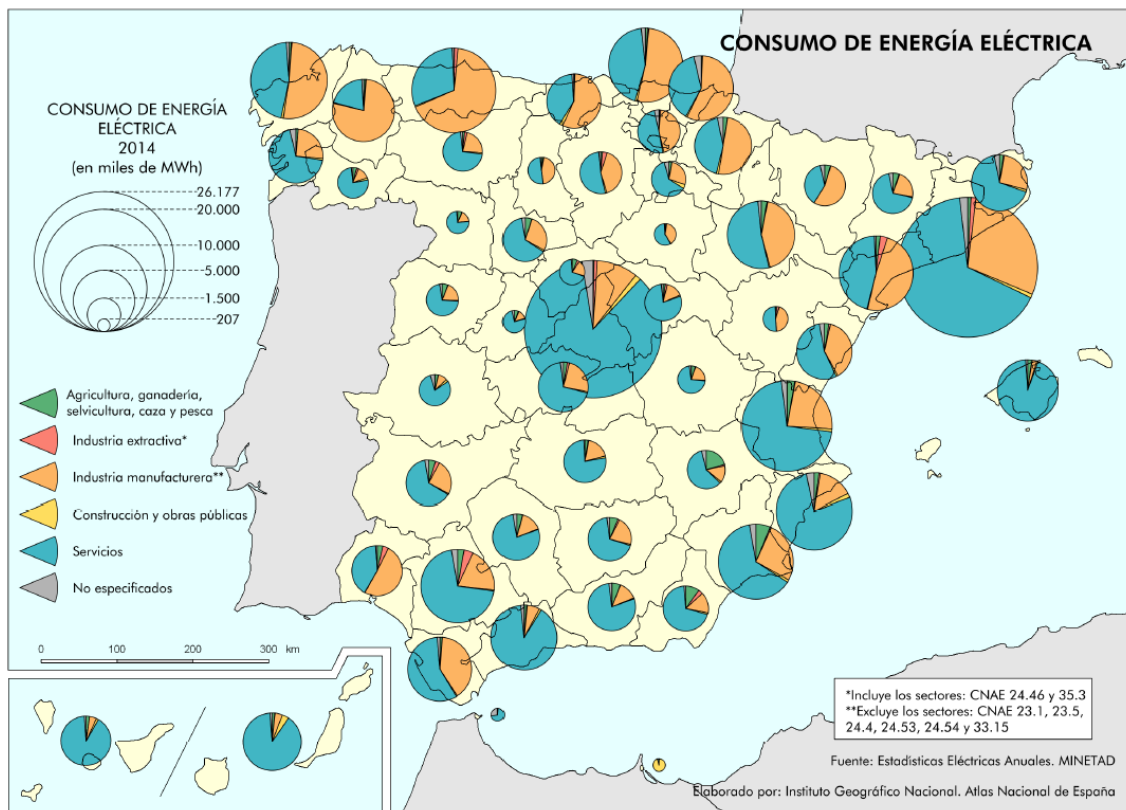 CONSUMO DE ENERGÍA ELÉCTRICA
CONSUMO DE ENERGÍA
ELÉCTRICA
2014
(en miles de MWh)
26.177
20.000
10.000
5.000
1.500
207
Agricultura, ganadería,
selvicultura, caza y pesca
Industria extractiva*
Industria manufacturera**
Construcción y obras públicas
Servicios
No especificados
0 100 200 300 km
*Incluye los sectores: CNAE 24.46 y 35.3
**Excluye los sectores: CNAE 23.1, 23.5,
24.4, 24.53, 24.54 y 33.15
Fuente: Estadísticas Eléctricas Anuales. MINETAD
Elaborado por: Instituto Geográfico Nacional. Atlas Nacional de España